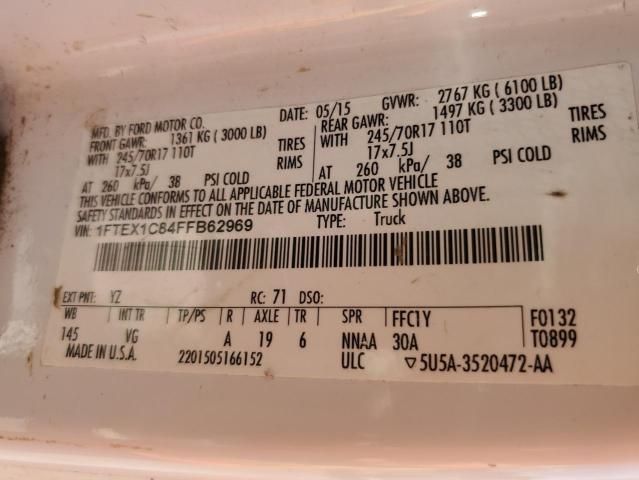 MFD. BY FORD MOTOR CO. DATE: 05/15 GVWR: 2767 KG ( 6100 LB)
FRONT GAWR: 1361 KG ( 3000 LB) REAR GAWR: 1497 KG ( 3300 LB)
WITH 245/70R17 110T TIRES WITH 245/70R17 110T TIRES
17x7.5J RIMS 17x7.5J RIMS
AT 260 kPa/ 38 PSI COLD AT 260 kPa/ 38 PSI COLD
THIS VEHICLE CONFORMS TO ALL APPLICABLE FEDERAL MOTOR VEHICLE
SAFETY STANDARDS IN EFFECT ON THE DATE OF MANUFACTURE SHOWN ABOVE.
VIN: 1FTEX1C84FFB62969 TYPE: Truck
EXT PNT: YZ RC: 71 DSO:
WB INT TR TP/PS R AXLE TR SPR FFC1Y F0132
145 VG A 19 6 NNAA 30A T0899
MADE IN U.S.A. 2201505166152 ULC ▽5U5A-3520472-AA